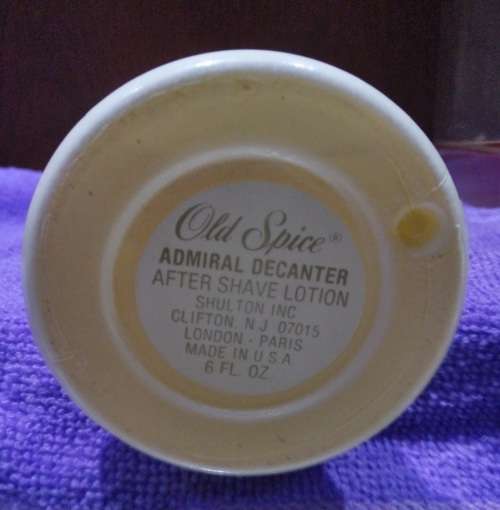 Old Spice®
ADMIRAL DECANTER
AFTER SHAVE LOTION
SHULTON INC
CLIFTON, N J 07015
LONDON - PARIS
MADE IN U S A
6 FL. OZ.